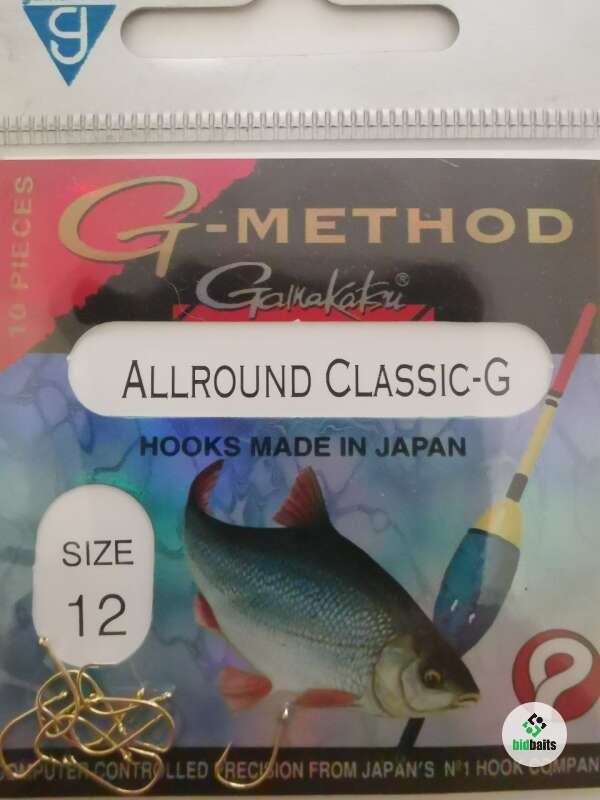 g
10 PIECES
G-METHOD
Gamakatsu®
ALLROUND CLASSIC-G
HOOKS MADE IN JAPAN
SIZE
12
bidbaits
COMPUTER CONTROLLED PRECISION FROM JAPAN'S Nº1 HOOK COMPAN